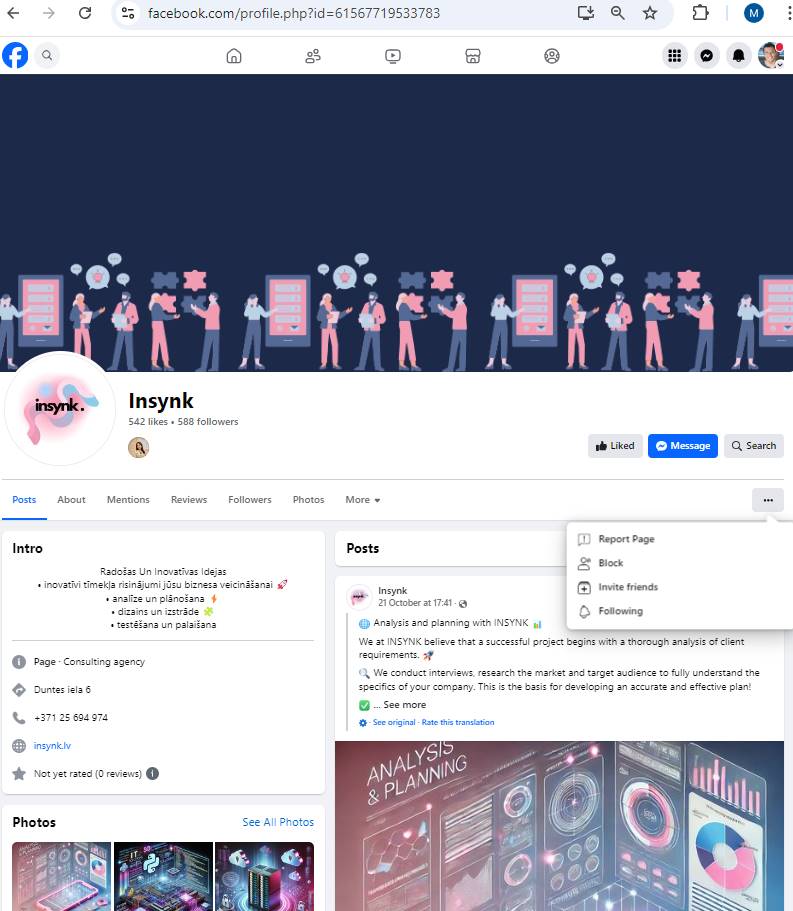 facebook.com/profile.php?id=61567719533783
M
insynk.
Insynk
542 likes • 588 followers
Liked
Message
Search
Posts
About
Mentions
Reviews
Followers
Photos
More
Report Page
Block
Invite friends
Following
Intro
Radošas Un Inovatīvas Idejas
• inovatīvi tīmekļa risinājumi jūsu biznesa veicināšanai 🚀
• analīze un plānošana ⚡
• dizains un izstrāde 🧩
• testēšana un palaišana
Page · Consulting agency
Duntes iela 6
+371 25 694 974
insynk.lv
Not yet rated (0 reviews)
Photos
See All Photos
Posts
Insynk
21 October at 17:41 ·
🌐 Analysis and planning with INSYNK 📊
We at INSYNK believe that a successful project begins with a thorough analysis of client
requirements. 🚀
🔍 We conduct interviews, research the market and target audience to fully understand the
specifics of your company. This is the basis for developing an accurate and effective plan!
✅ ... See more
· See original · Rate this translation
ANALYSIS
& PLANNING